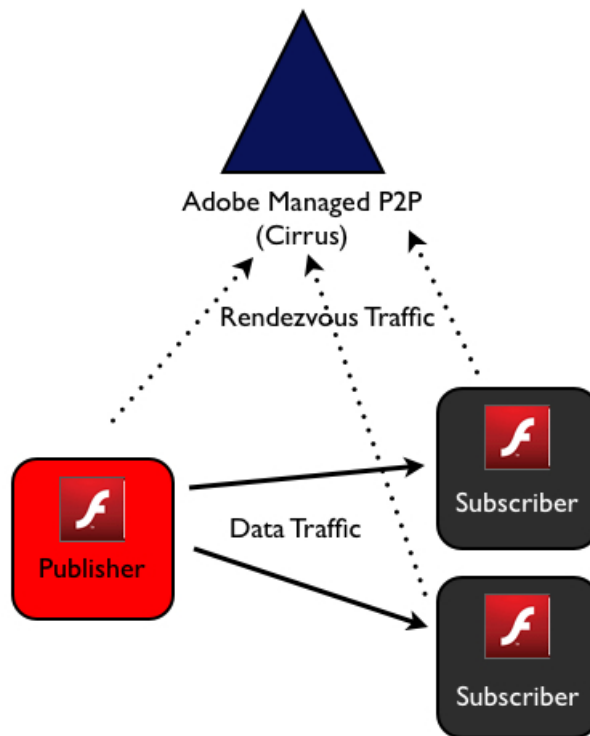 Adobe Managed P2P
(Cirrus)
Rendezvous Traffic
Subscriber
Data Traffic
Publisher
Subscriber